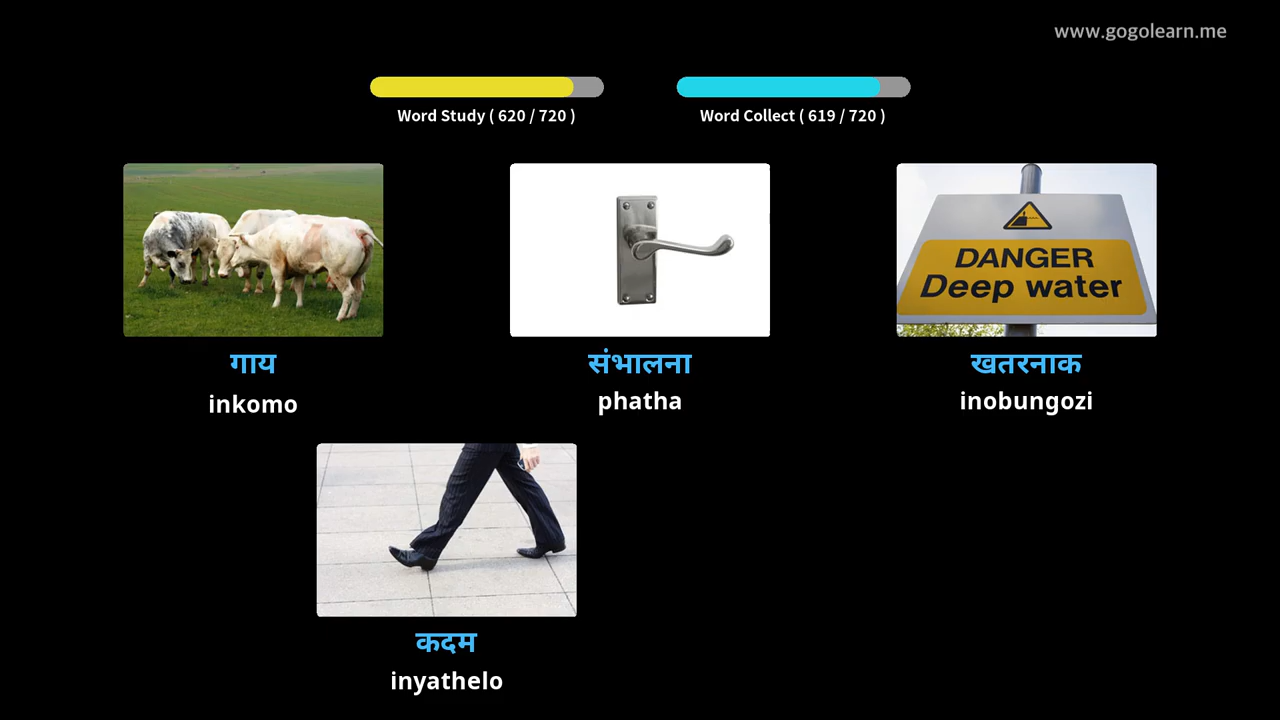 www.gogolearn.me
Word Study ( 620 / 720 )
Word Collect ( 619 / 720 )
DANGER
Deep water
गाय
inkomo
संभालना
phatha
खतरनाक
inobungozi
कदम
inyathelo